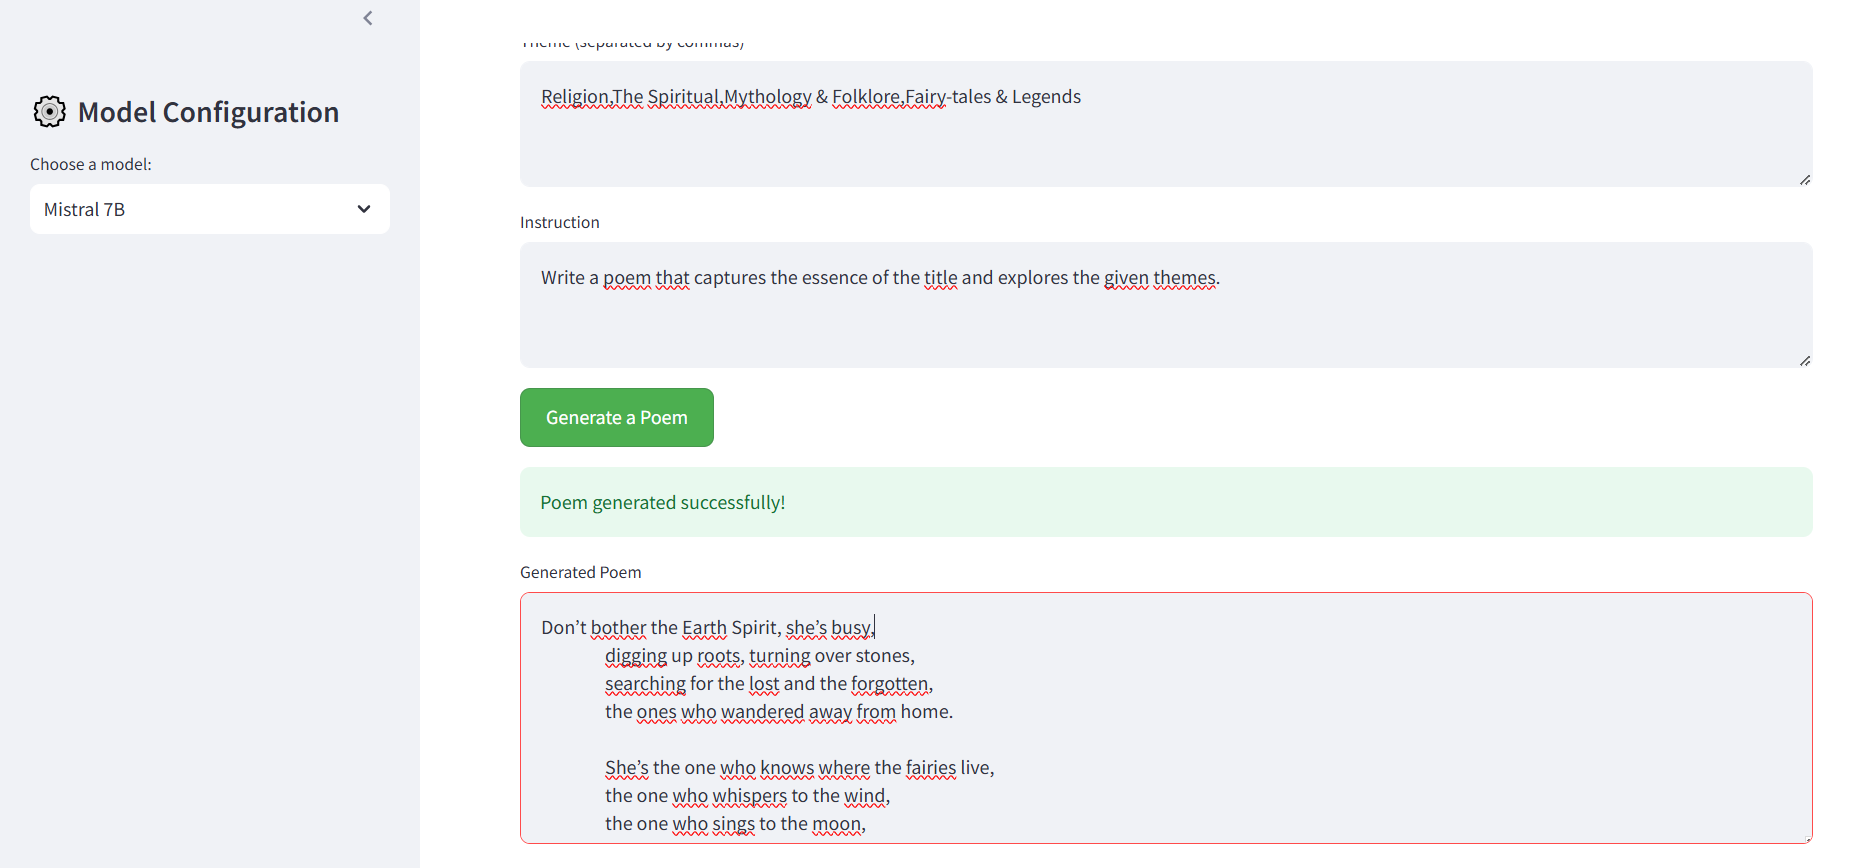 Model Configuration
Choose a model:
Mistral 7B
Theme (separated by commas)
Religion,The Spiritual,Mythology & Folklore,Fairy-tales & Legends
Instruction
Write a poem that captures the essence of the title and explores the given themes.
Generate a Poem
Poem generated successfully!
Generated Poem
Don’t bother the Earth Spirit, she’s busy,
digging up roots, turning over stones,
searching for the lost and the forgotten,
the ones who wandered away from home.
She’s the one who knows where the fairies live,
the one who whispers to the wind,
the one who sings to the moon,